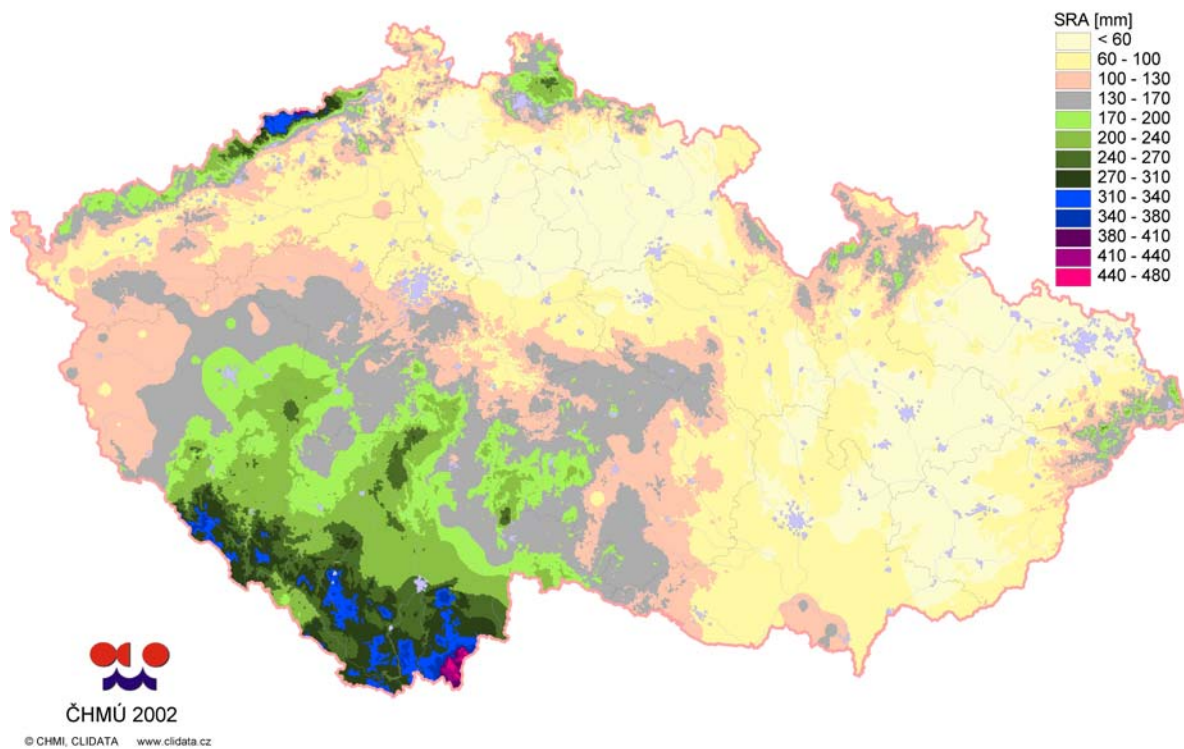 SRA [mm]
< 60
60 - 100
100 - 130
130 - 170
170 - 200
200 - 240
240 - 270
270 - 310
310 - 340
340 - 380
380 - 410
410 - 440
440 - 480
ČHMÚ 2002
© CHMI, CLIDATA www.clidata.cz